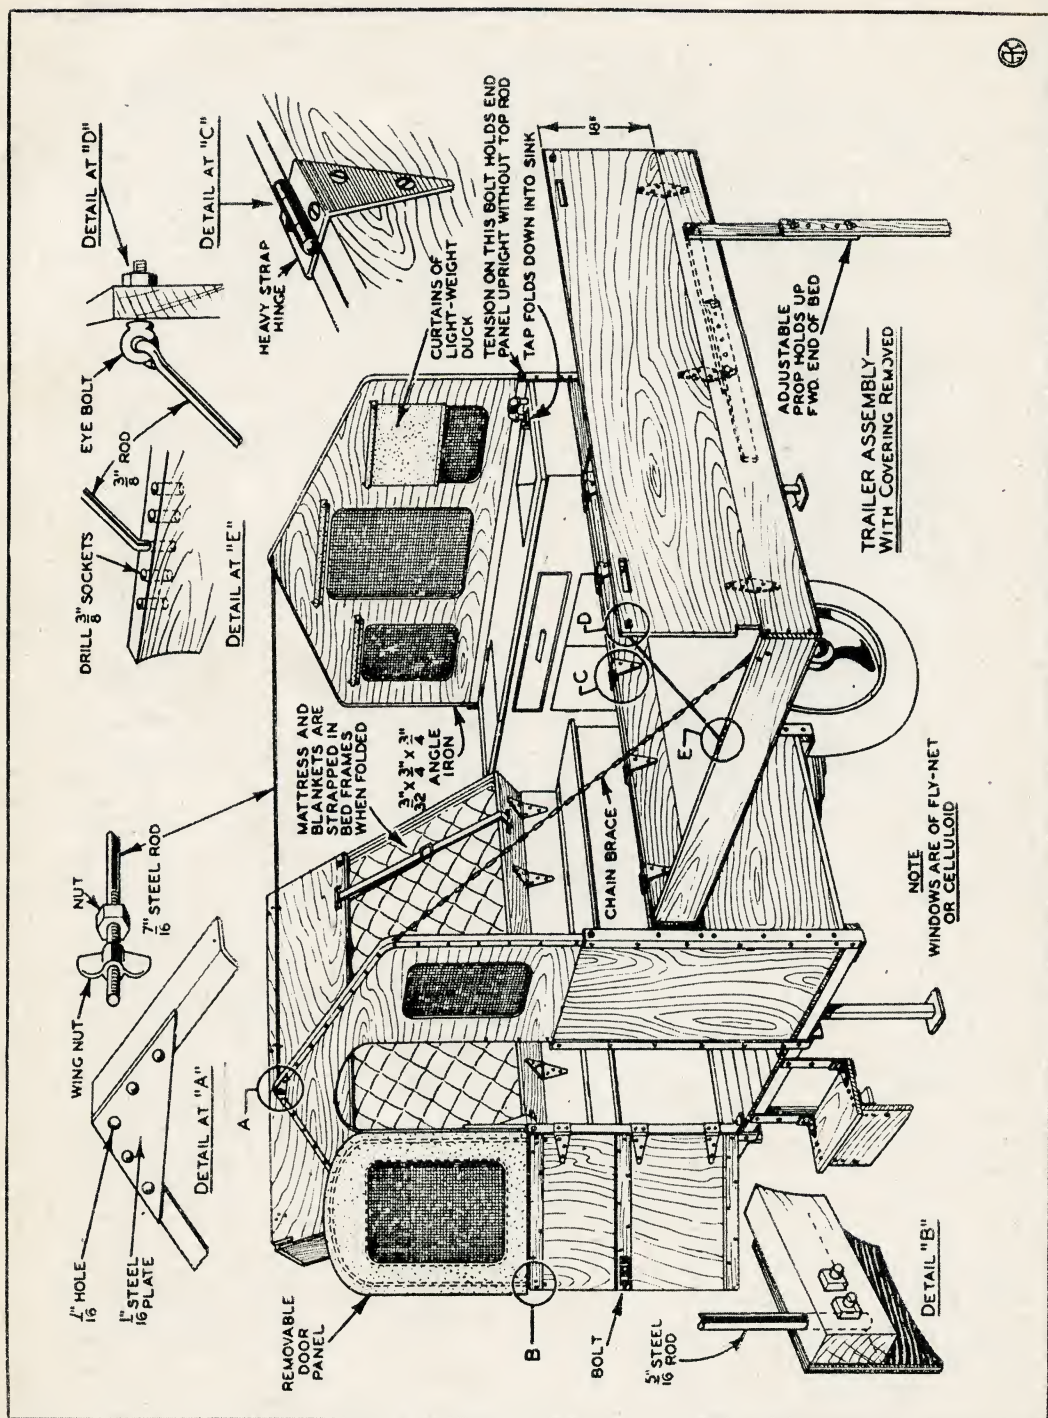 DETAIL AT "D"
EYE BOLT
3/8" ROD
DRILL 3/8" SOCKETS
DETAIL AT "E"
DETAIL AT "C"
HEAVY STRAP
HINGE
NUT
WING NUT
7/16" STEEL ROD
7/16" HOLE
1/16" STEEL
PLATE
DETAIL AT "A"
CURTAINS OF
LIGHT-WEIGHT
DUCK
TENSION ON THIS BOLT HOLDS END
PANEL UPRIGHT WITHOUT TOP ROD
TAP FOLDS DOWN INTO SINK
18"
MATTRESS AND
BLANKETS ARE
STRAPPED IN
BED FRAMES
WHEN FOLDED
3/32" X 3/4" X 3/4"
ANGLE
IRON
A
REMOVABLE
DOOR
PANEL
B
BOLT
5/16" STEEL
ROD
DETAIL "B"
CHAIN BRACE
C
D
E
ADJUSTABLE
PROP HOLDS UP
FWD. END OF BED
TRAILER ASSEMBLY—
WITH COVERING REMOVED
NOTE
WINDOWS ARE OF FLY-NET
OR CELLULOID